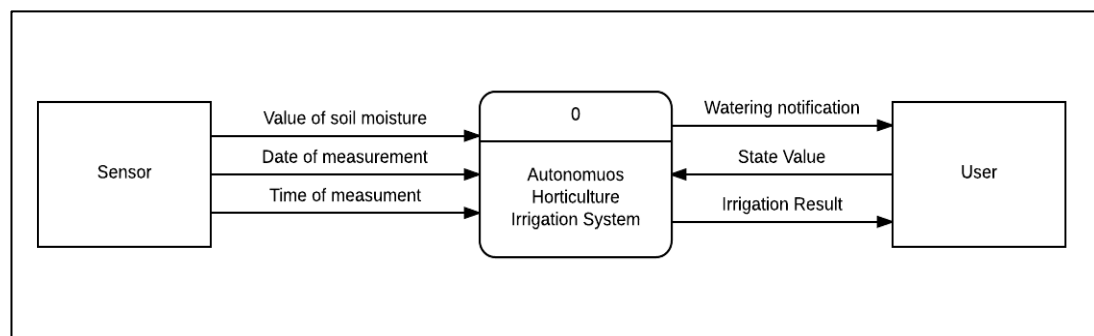 Sensor
Value of soil moisture
Date of measurement
Time of measument
0
Autonomuos
Horticulture
Irrigation System
Watering notification
State Value
Irrigation Result
User